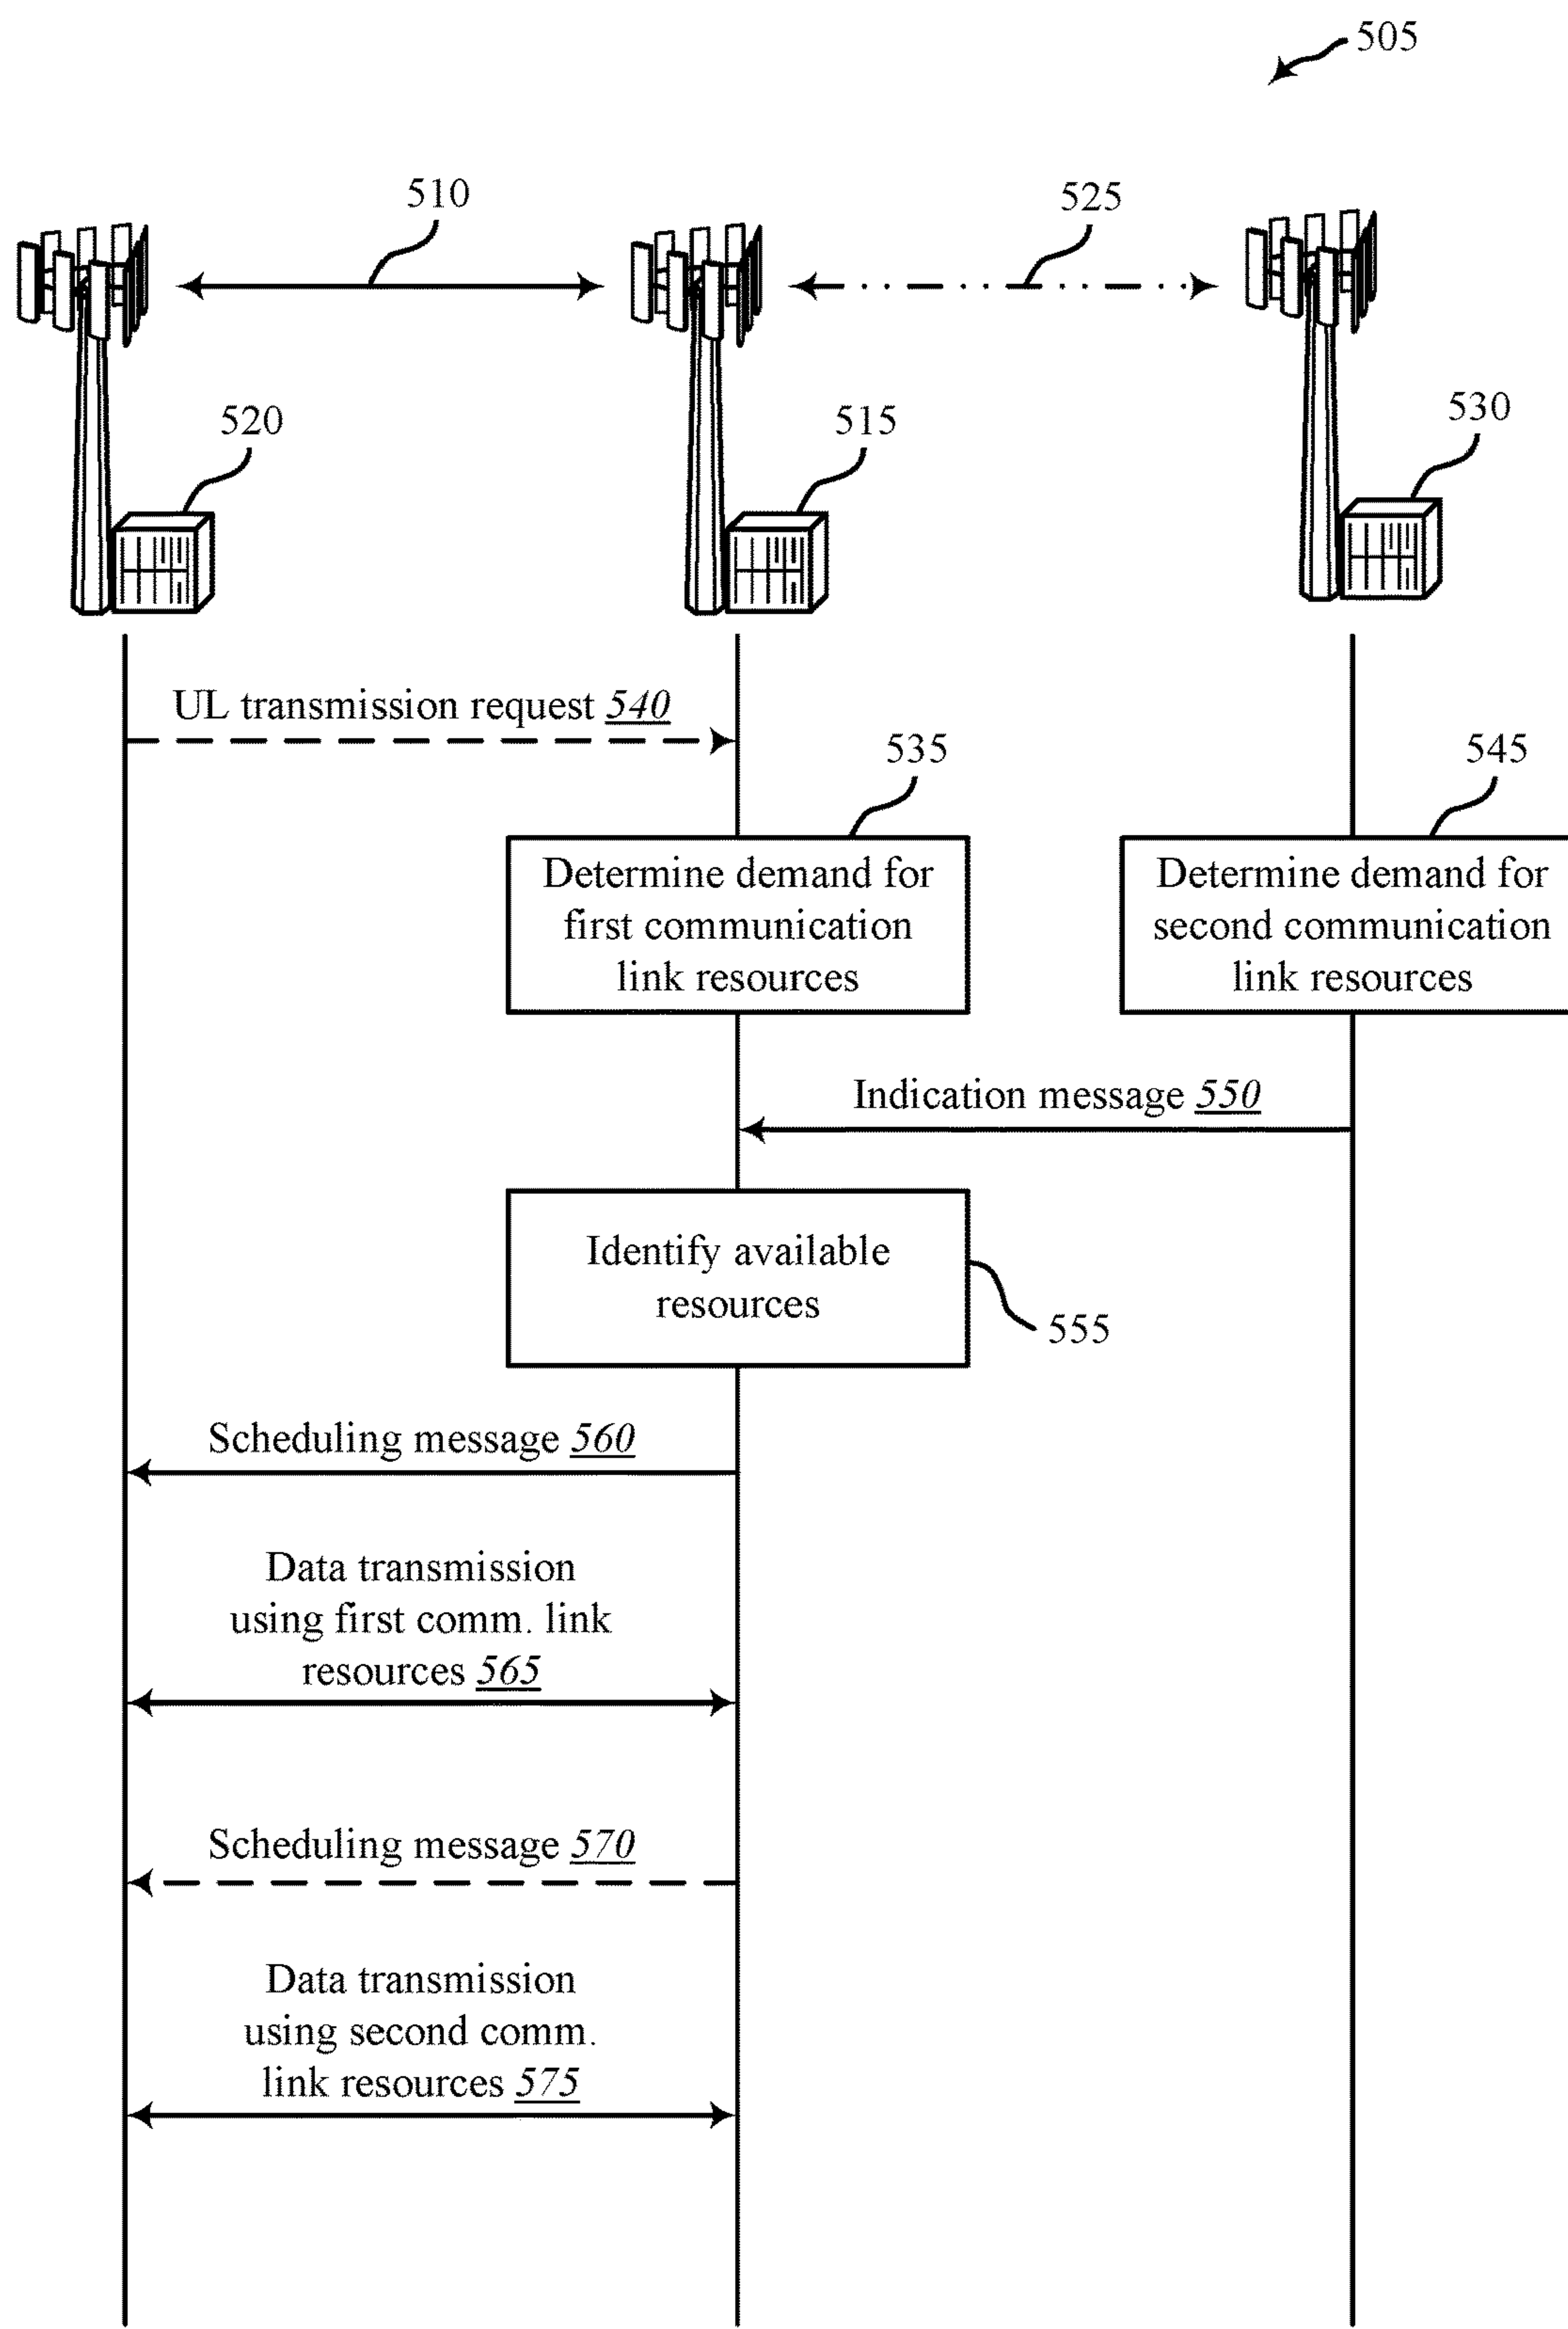 505
510
525
520
515
530
UL transmission request 540
535
545
Determine demand for
first communication
link resources
Determine demand for
second communication
link resources
Indication message 550
Identify available
resources
555
Scheduling message 560
Data transmission
using first comm. link
resources 565
Scheduling message 570
Data transmission
using second comm.
link resources 575